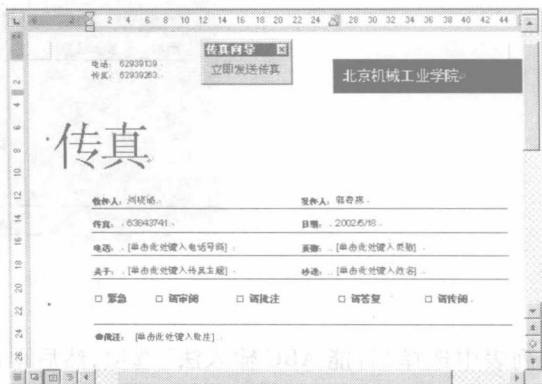 2 4 6 8 10 12 14 16 18 20 22 24 28 30 32 34 36 38 40 42 44
传真向导
立即发送传真
电话: 62939139
传真: 62939263
北京机械工业学院
传真
收件人: 刘晓
发件人: 郭春
传真: 63843741
日期: 2002/5/18
电话: [单击此处键入电话号码]
页数: [单击此处键入页数]
关于: [单击此处键入传真主题]
抄送: [单击此处键入姓名]
□ 紧急 □ 请审阅 □ 请批注 □ 请答复 □ 请传阅
●批注: [单击此处键入批注]